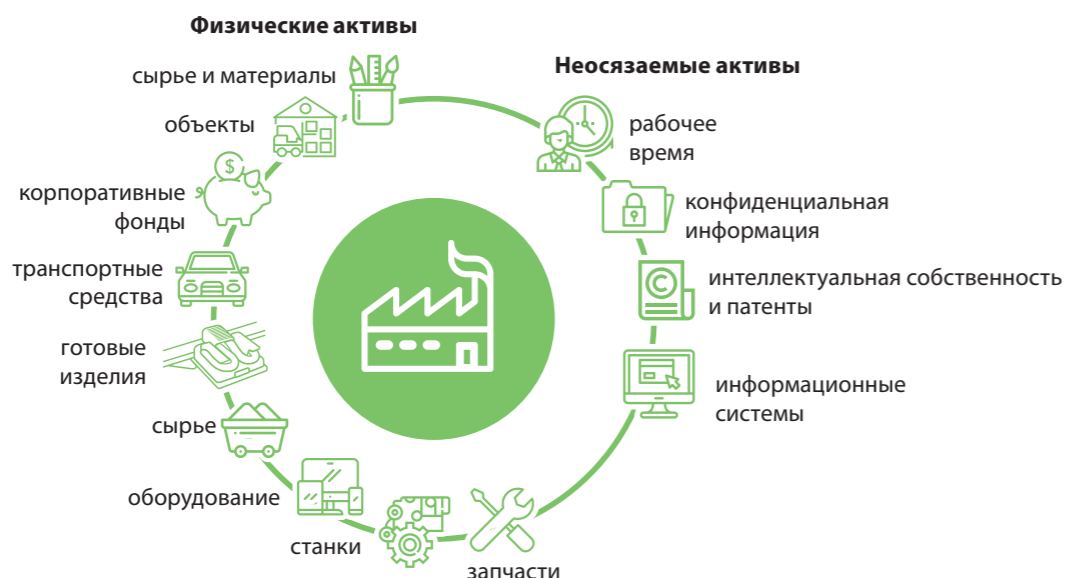 Физические активы
сырье и материалы
объекты
корпоративные
фонды
транспортные
средства
готовые
изделия
сырье
оборудование
станки
запчасти
Неосязаемые активы
рабочее
время
конфиденциальная
информация
интеллектуальная собственность
и патенты
информационные
системы
$
C